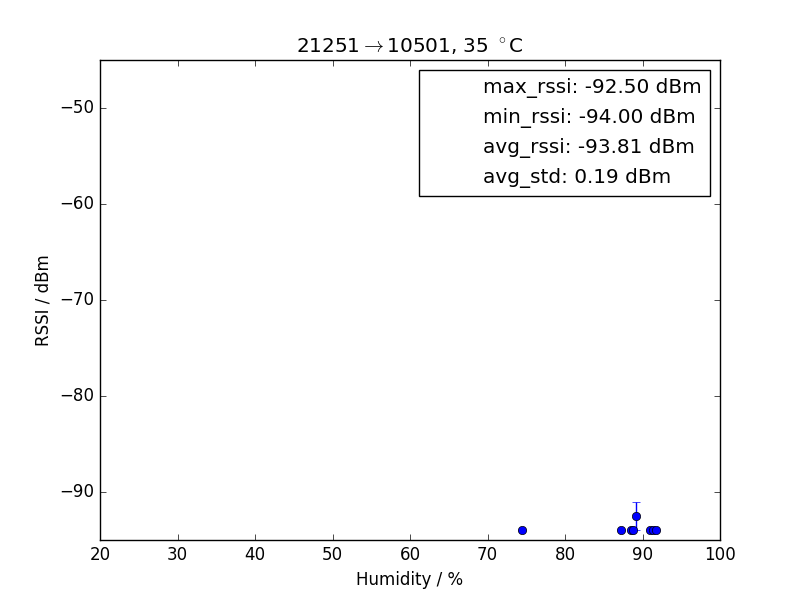 21251→10501, 35 °C
max_rssi: -92.50 dBm
min_rssi: -94.00 dBm
avg_rssi: -93.81 dBm
avg_std: 0.19 dBm
−50
−60
−70
−80
−90
RSSI / dBm
20 30 40 50 60 70 80 90 100
Humidity / %